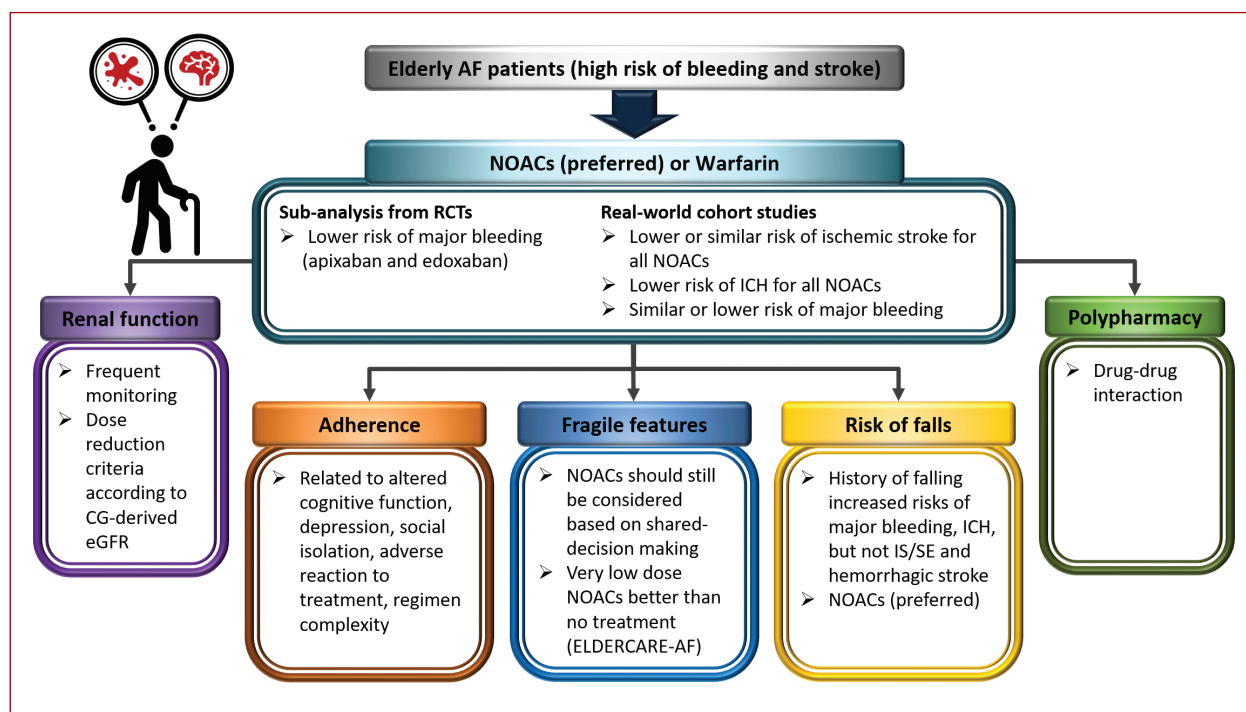 Elderly AF patients (high risk of bleeding and stroke)
NOACs (preferred) or Warfarin
Sub-analysis from RCTs
➢ Lower risk of major bleeding
(apixaban and edoxaban)
Real-world cohort studies
➢ Lower or similar risk of ischemic stroke for
all NOACs
➢ Lower risk of ICH for all NOACs
➢ Similar or lower risk of major bleeding
Renal function
➢ Frequent
monitoring
➢ Dose
reduction
criteria
according to
CG-derived
eGFR
Adherence
➢ Related to altered
cognitive function,
depression, social
isolation, adverse
reaction to
treatment, regimen
complexity
Fragile features
➢ NOACs should still
be considered
based on shared-
decision making
➢ Very low dose
NOACs better than
no treatment
(ELDERCARE-AF)
Risk of falls
➢ History of falling
increased risks of
major bleeding, ICH,
but not IS/SE and
hemorrhagic stroke
➢ NOACs (preferred)
Polypharmacy
➢ Drug-drug
interaction